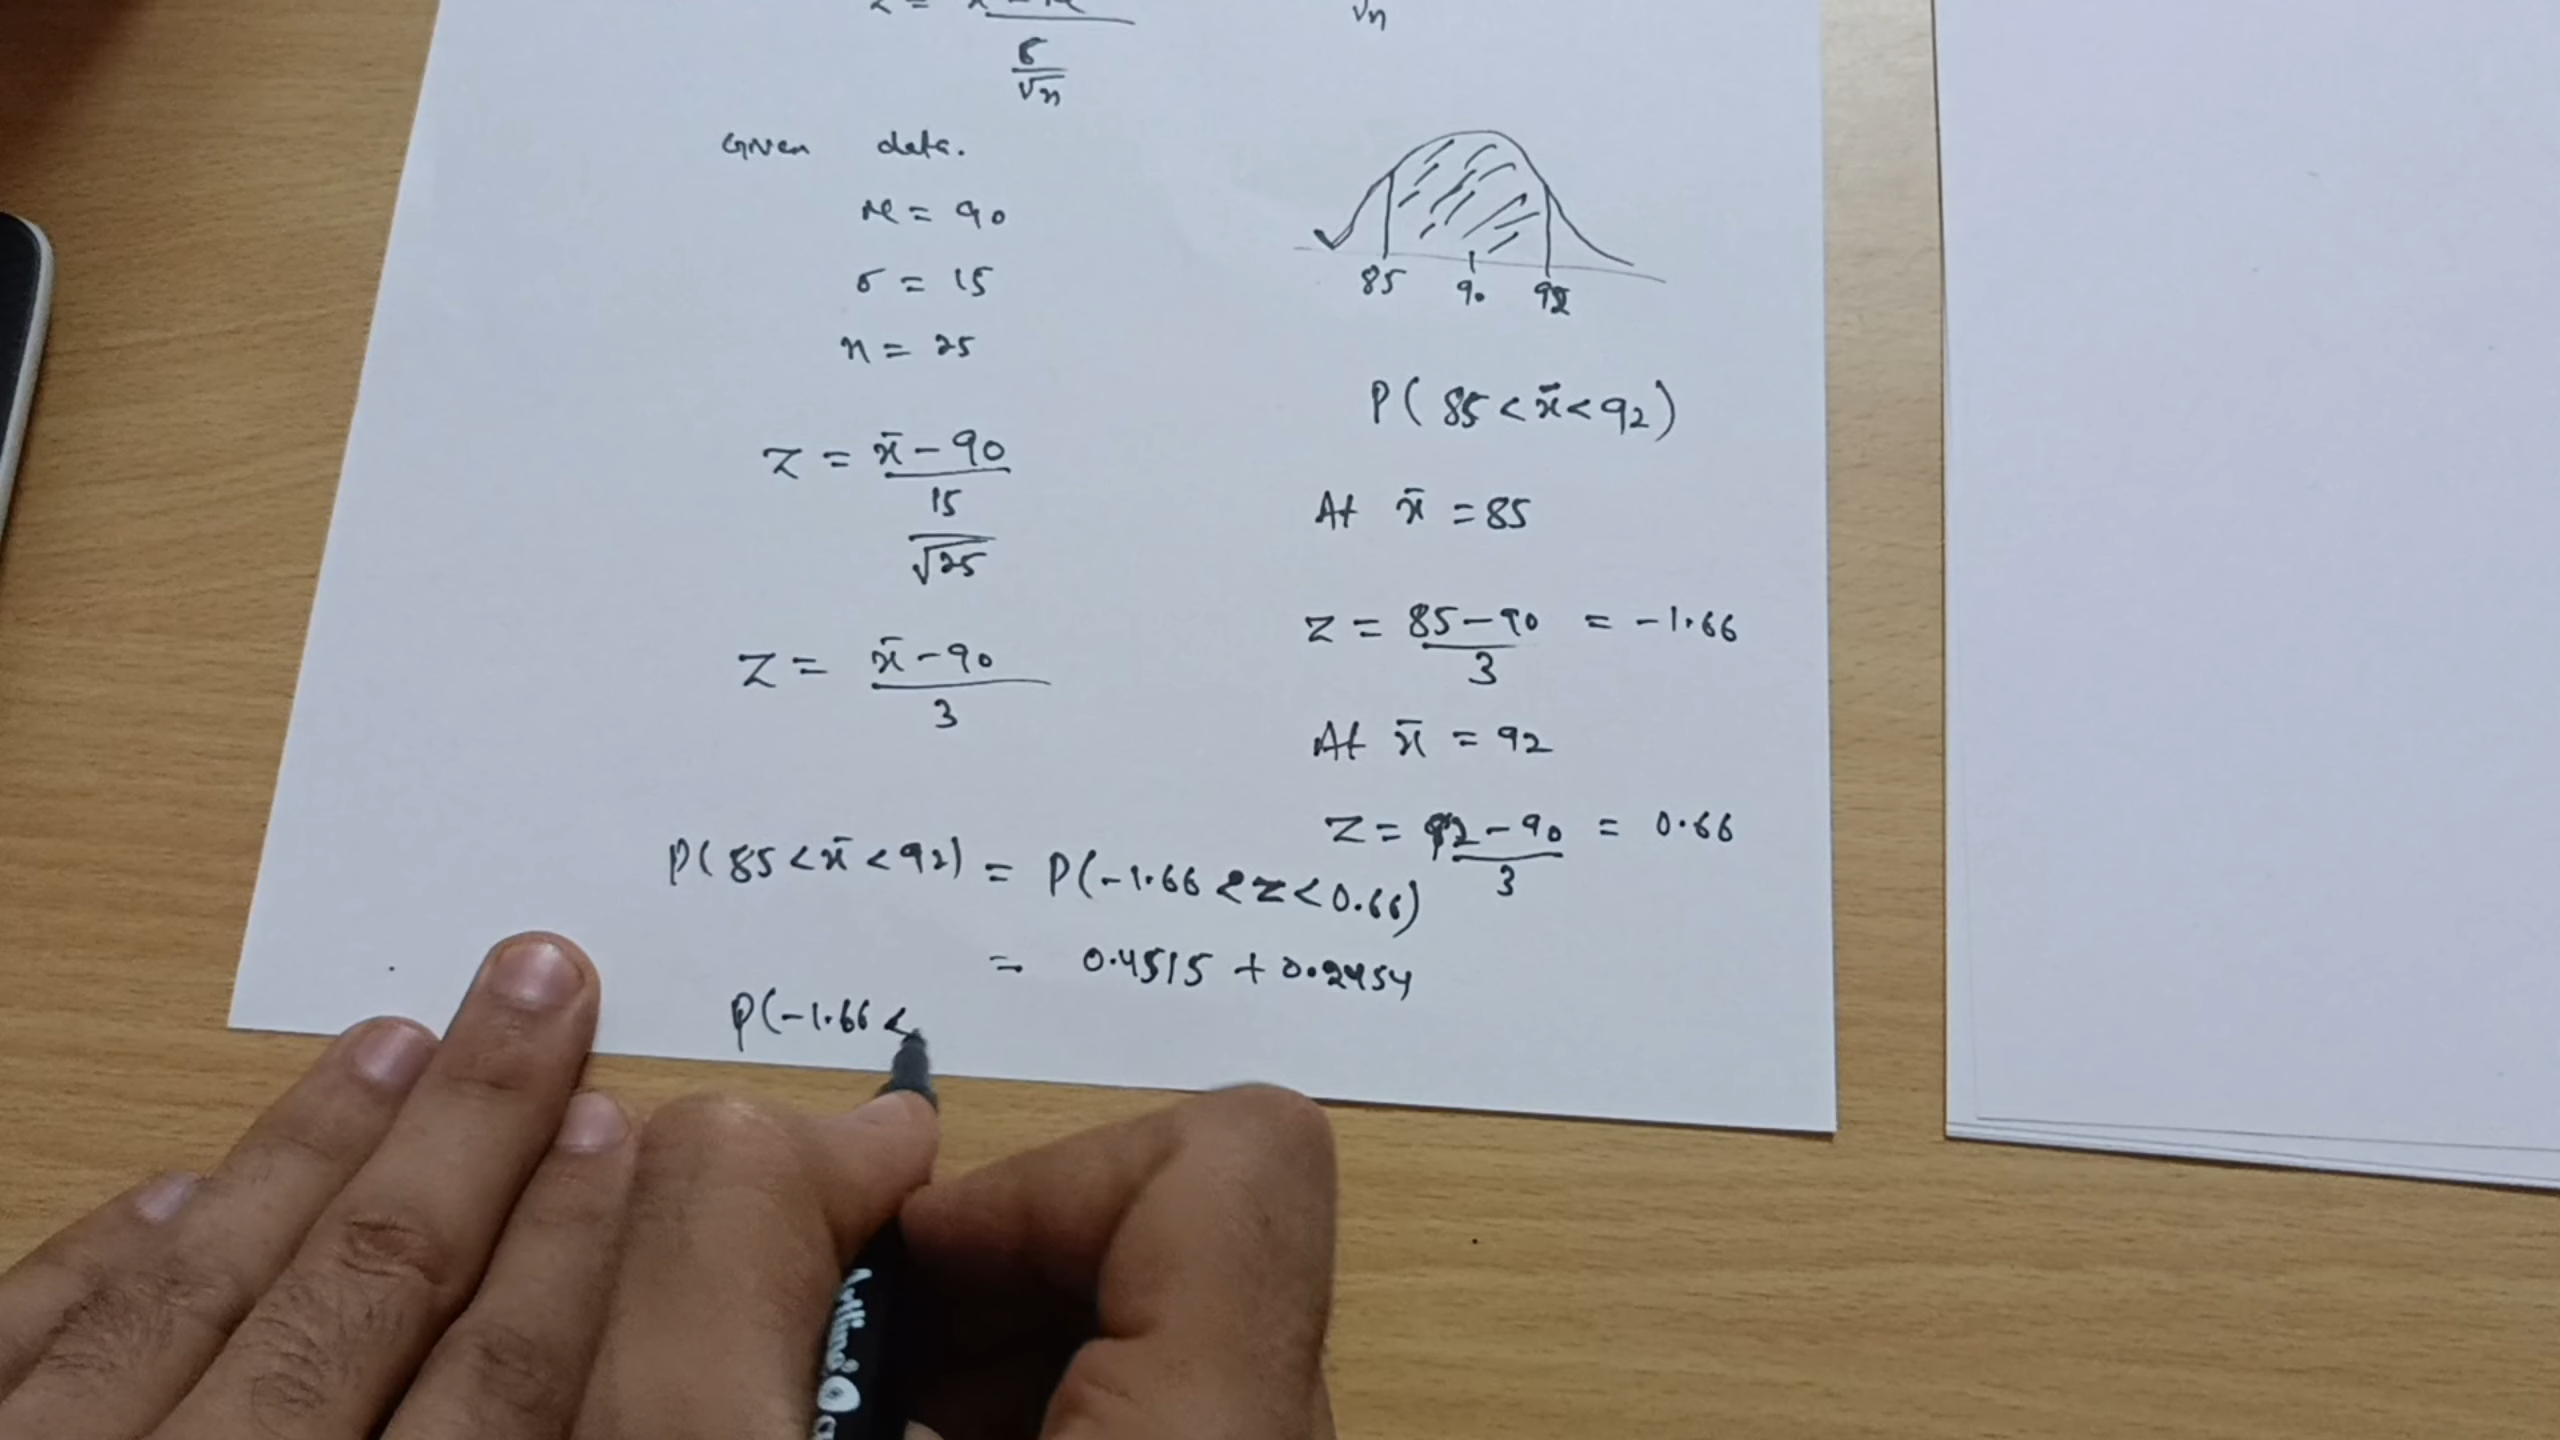 z = x̄ - μ
σ
√n
√n
Given data.
μ = 90
σ = 15
n = 25
z = x̄ - 90
15
√25
z = x̄ - 90
3
85 90 92
P( 85 < x̄ < 92 )
At x̄ = 85
z = 85 - 90 = -1.66
3
At x̄ = 92
z = 92 - 90 = 0.66
3
P( 85 < x̄ < 92 ) = P( -1.66 < z < 0.66 )
= 0.4515 + 0.2454
P( -1.66 <
Artline